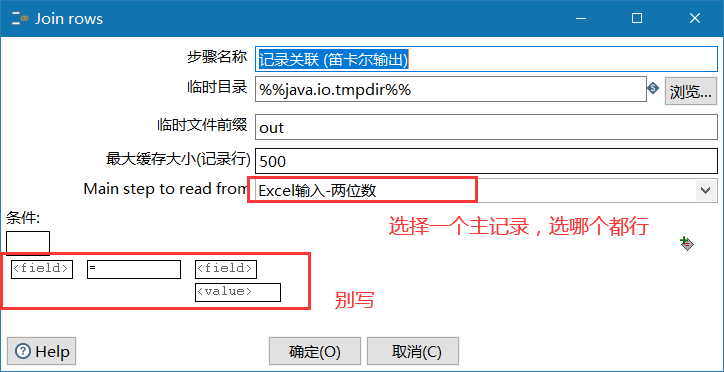 Join rows
步骤名称 记录关联 (笛卡尔输出)
临时目录 %%java.io.tmpdir%% 浏览...
临时文件前缀 out
最大缓存大小(记录行) 500
Main step to read from Excel输入-两位数
选择一个主记录，选哪个都行
条件:
<field> = <field>
<value>
别写
Help 确定(O) 取消(C)